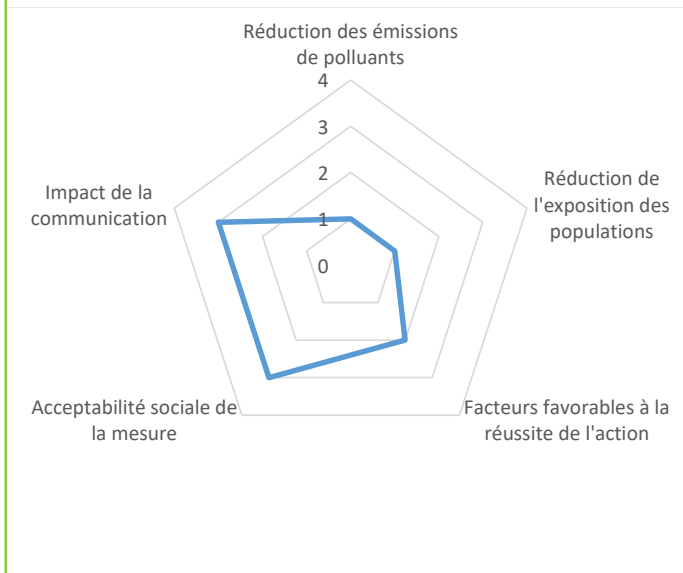 Réduction des émissions
de polluants
4
3
2
1
0
Réduction de
l'exposition des
populations
Facteurs favorables à la
réussite de l'action
Acceptabilité sociale de
la mesure
Impact de la
communication